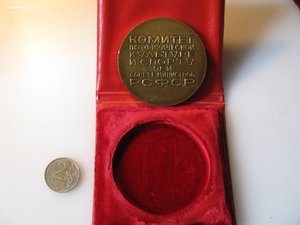 КОМИТЕТ
ПО ФИЗИЧЕСКОЙ
КУЛЬТУРЕ
И СПОРТУ
ПРИ
СОВЕТЕ МИНИСТРОВ
РСФСР